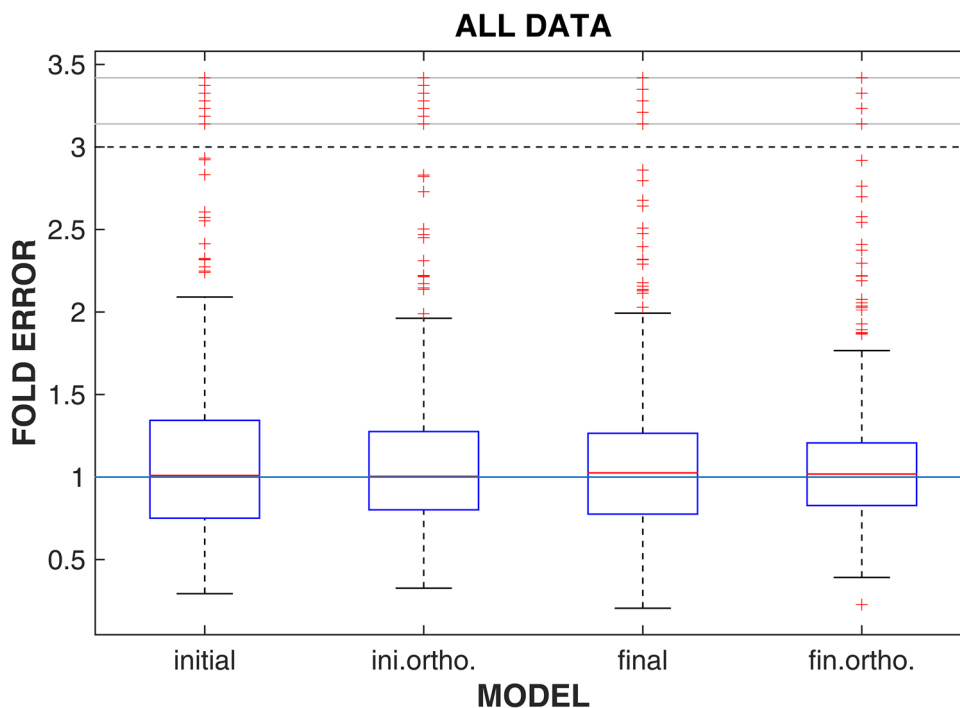 ALL DATA
3.5
3
2.5
2
1.5
1
0.5
FOLD ERROR
initial
ini.ortho.
final
fin.ortho.
MODEL